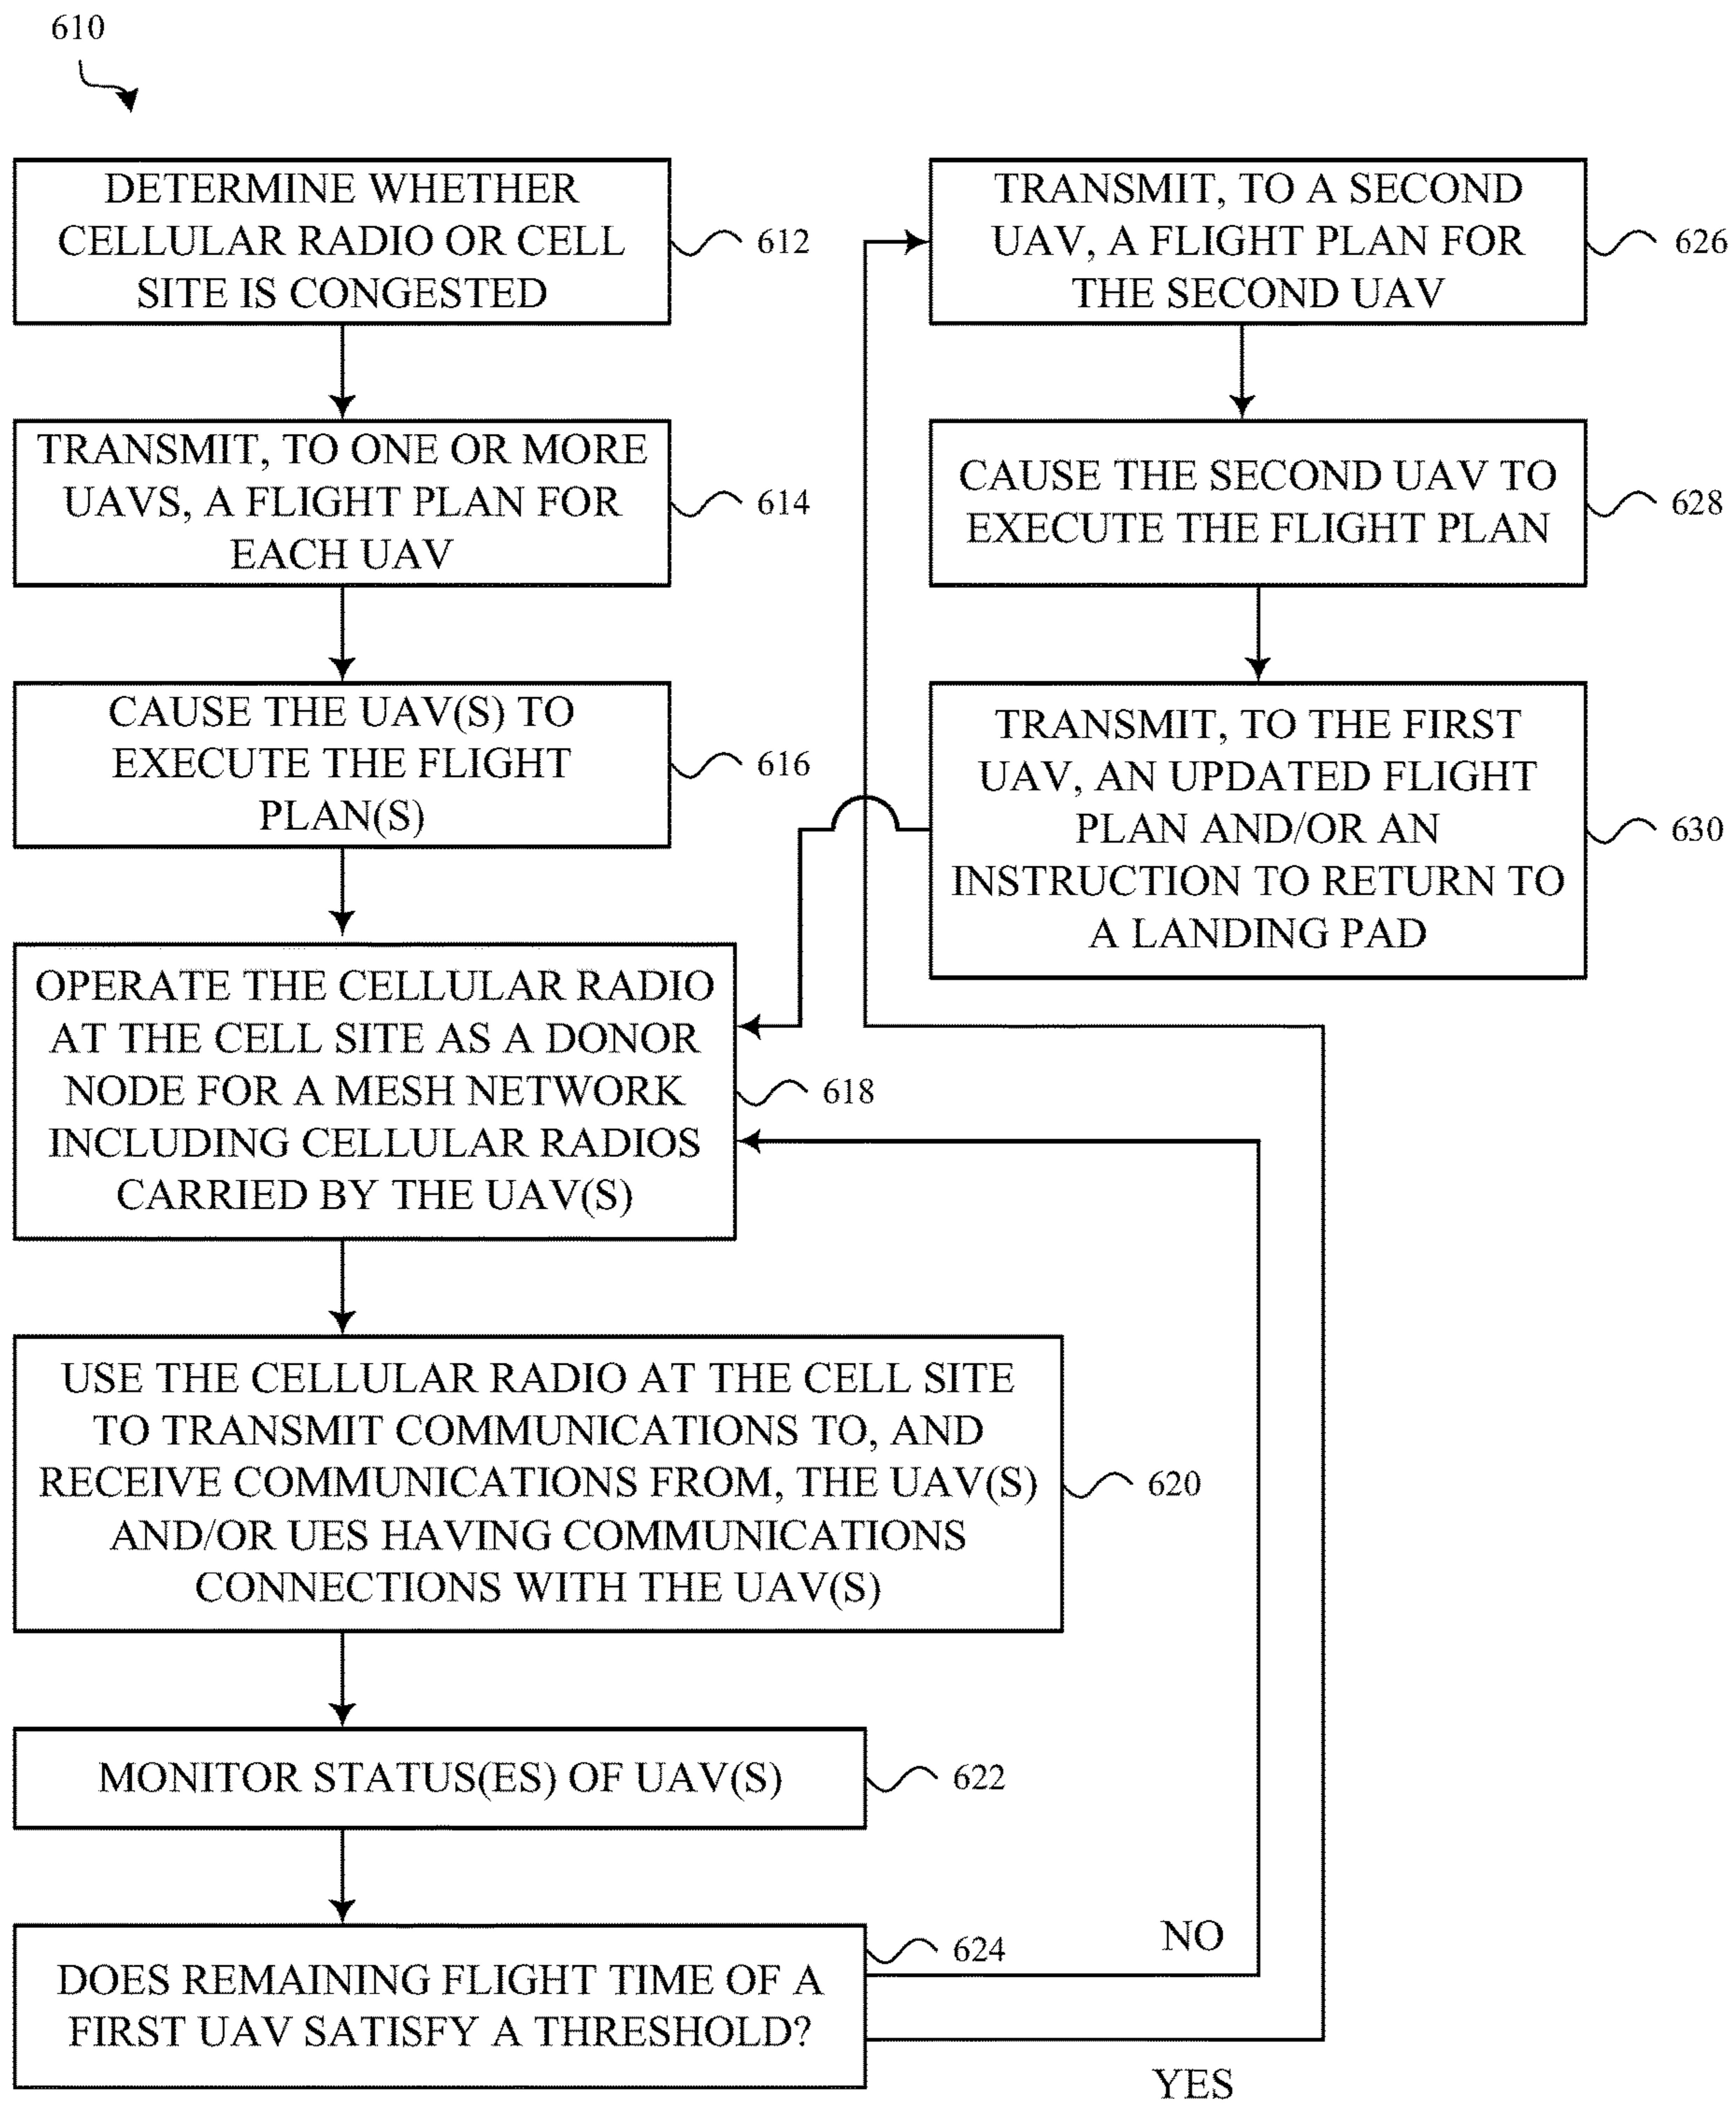 610
DETERMINE WHETHER
CELLULAR RADIO OR CELL
SITE IS CONGESTED
612
TRANSMIT, TO ONE OR MORE
UAVS, A FLIGHT PLAN FOR
EACH UAV
614
CAUSE THE UAV(S) TO
EXECUTE THE FLIGHT
PLAN(S)
616
OPERATE THE CELLULAR RADIO
AT THE CELL SITE AS A DONOR
NODE FOR A MESH NETWORK
INCLUDING CELLULAR RADIOS
CARRIED BY THE UAV(S)
618
USE THE CELLULAR RADIO AT THE CELL SITE
TO TRANSMIT COMMUNICATIONS TO, AND
RECEIVE COMMUNICATIONS FROM, THE UAV(S)
AND/OR UES HAVING COMMUNICATIONS
CONNECTIONS WITH THE UAV(S)
620
MONITOR STATUS(ES) OF UAV(S)
622
DOES REMAINING FLIGHT TIME OF A
FIRST UAV SATISFY A THRESHOLD?
624
NO
YES
TRANSMIT, TO A SECOND
UAV, A FLIGHT PLAN FOR
THE SECOND UAV
626
CAUSE THE SECOND UAV TO
EXECUTE THE FLIGHT PLAN
628
TRANSMIT, TO THE FIRST
UAV, AN UPDATED FLIGHT
PLAN AND/OR AN
INSTRUCTION TO RETURN TO
A LANDING PAD
630